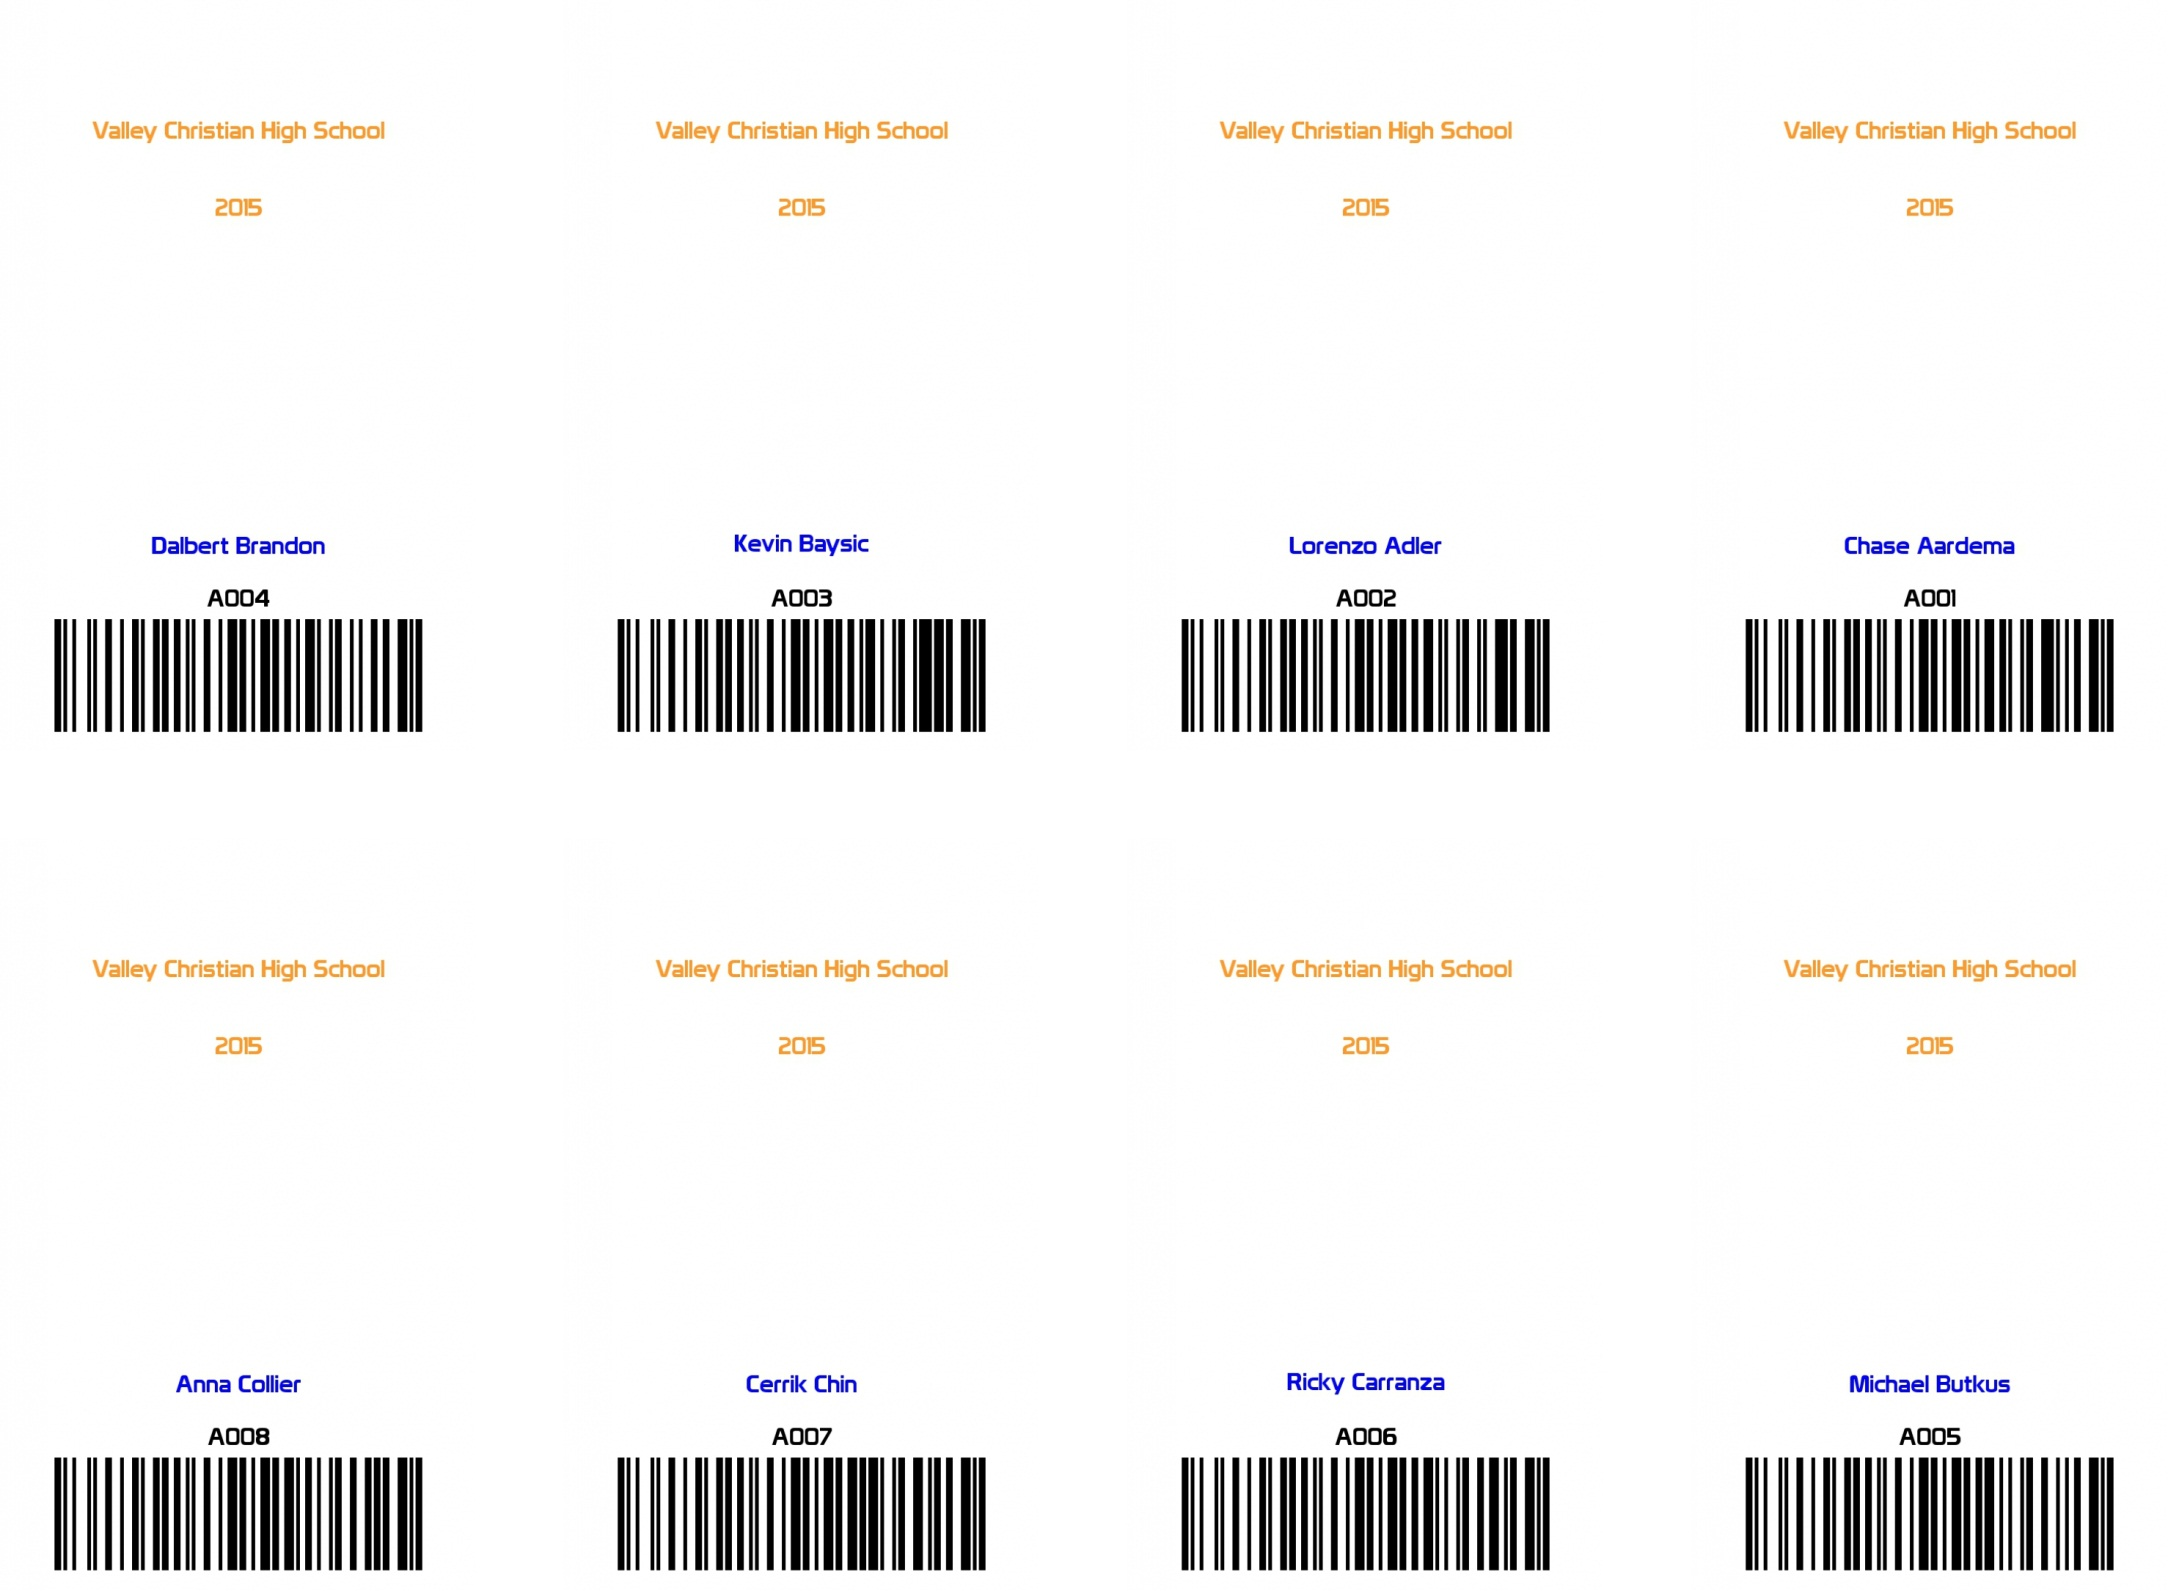 Valley Christian High School
2015
Dalbert Brandon
A004
Valley Christian High School
2015
Kevin Baysic
A003
Valley Christian High School
2015
Lorenzo Adler
A002
Valley Christian High School
2015
Chase Aardema
A001
Valley Christian High School
2015
Anna Collier
A008
Valley Christian High School
2015
Cerrik Chin
A007
Valley Christian High School
2015
Ricky Carranza
A006
Valley Christian High School
2015
Michael Butkus
A005